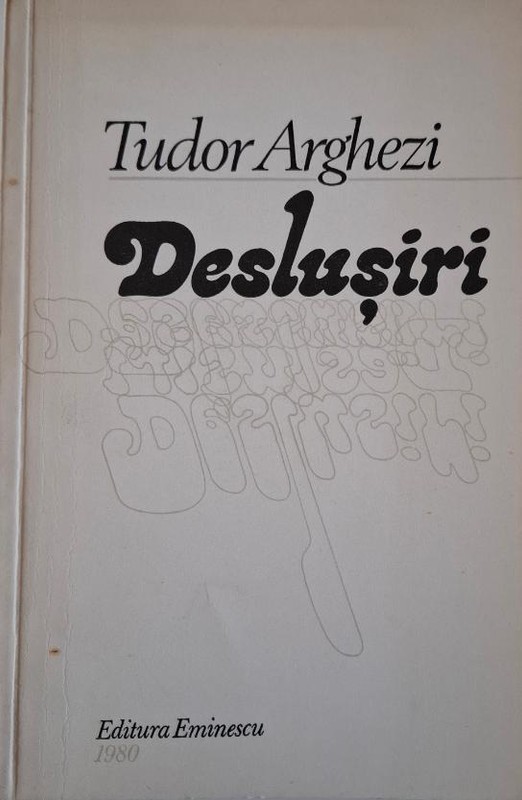 Tudor Arghezi
Deslușiri
Editura Eminescu
1980